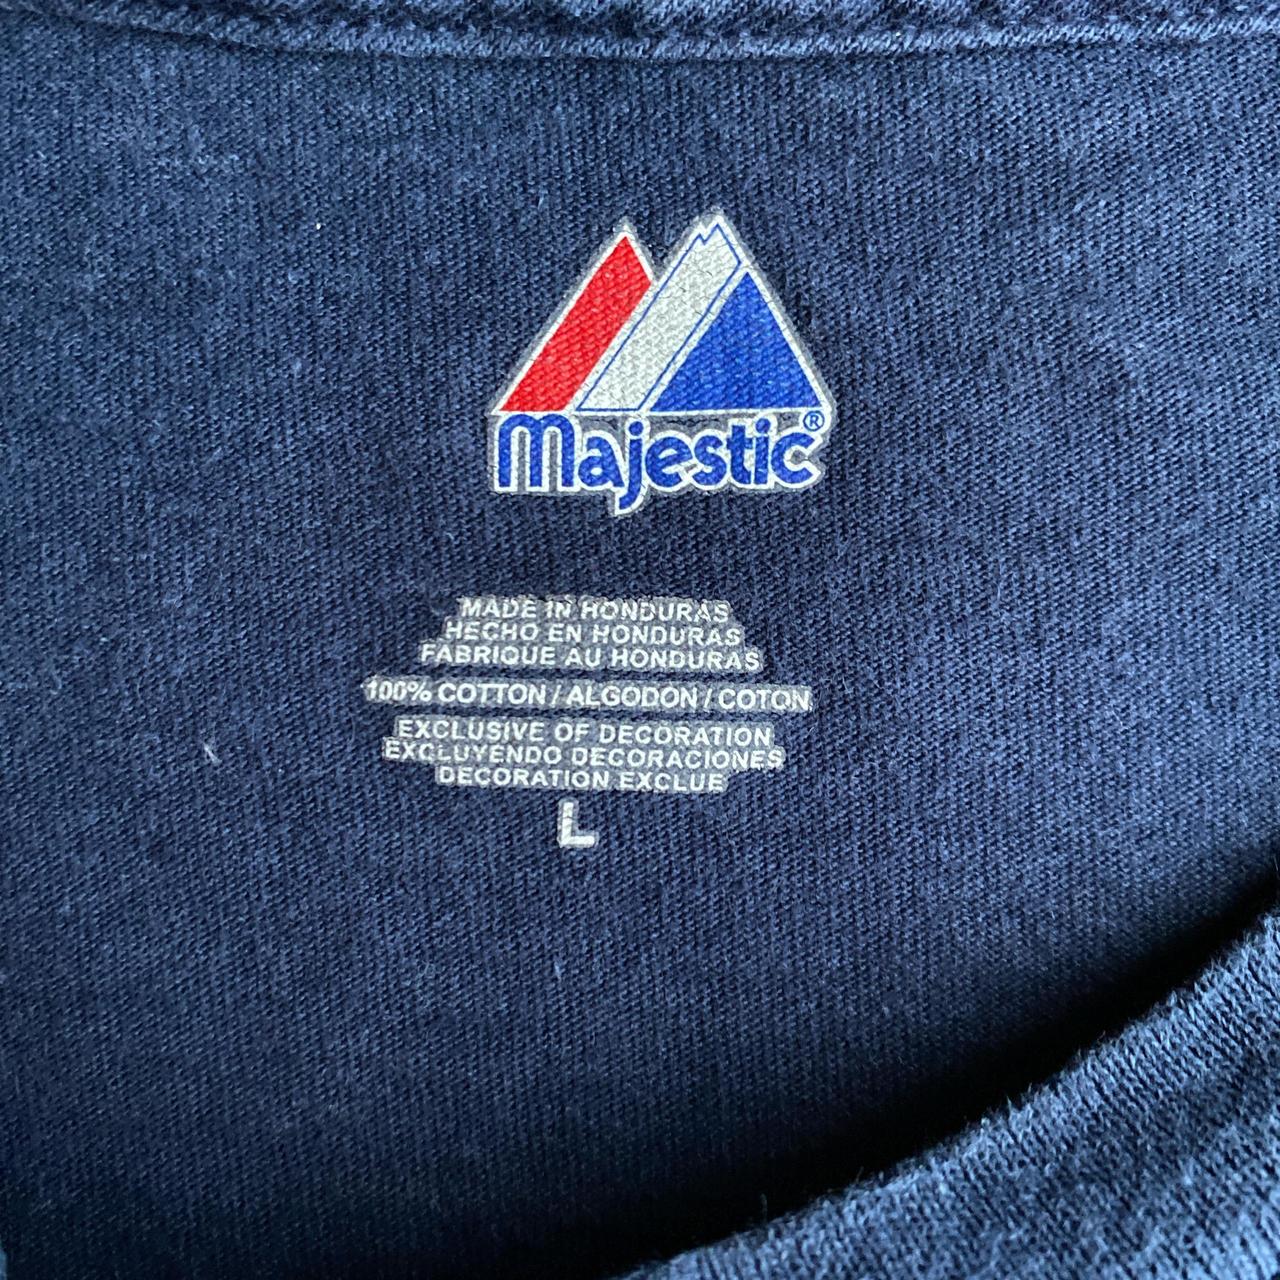 Majestic®
MADE IN HONDURAS
HECHO EN HONDURAS
FABRIQUE AU HONDURAS
100% COTTON / ALGODON / COTON
EXCLUSIVE OF DECORATION
EXCLUYENDO DECORACIONES
DECORATION EXCLUE
L